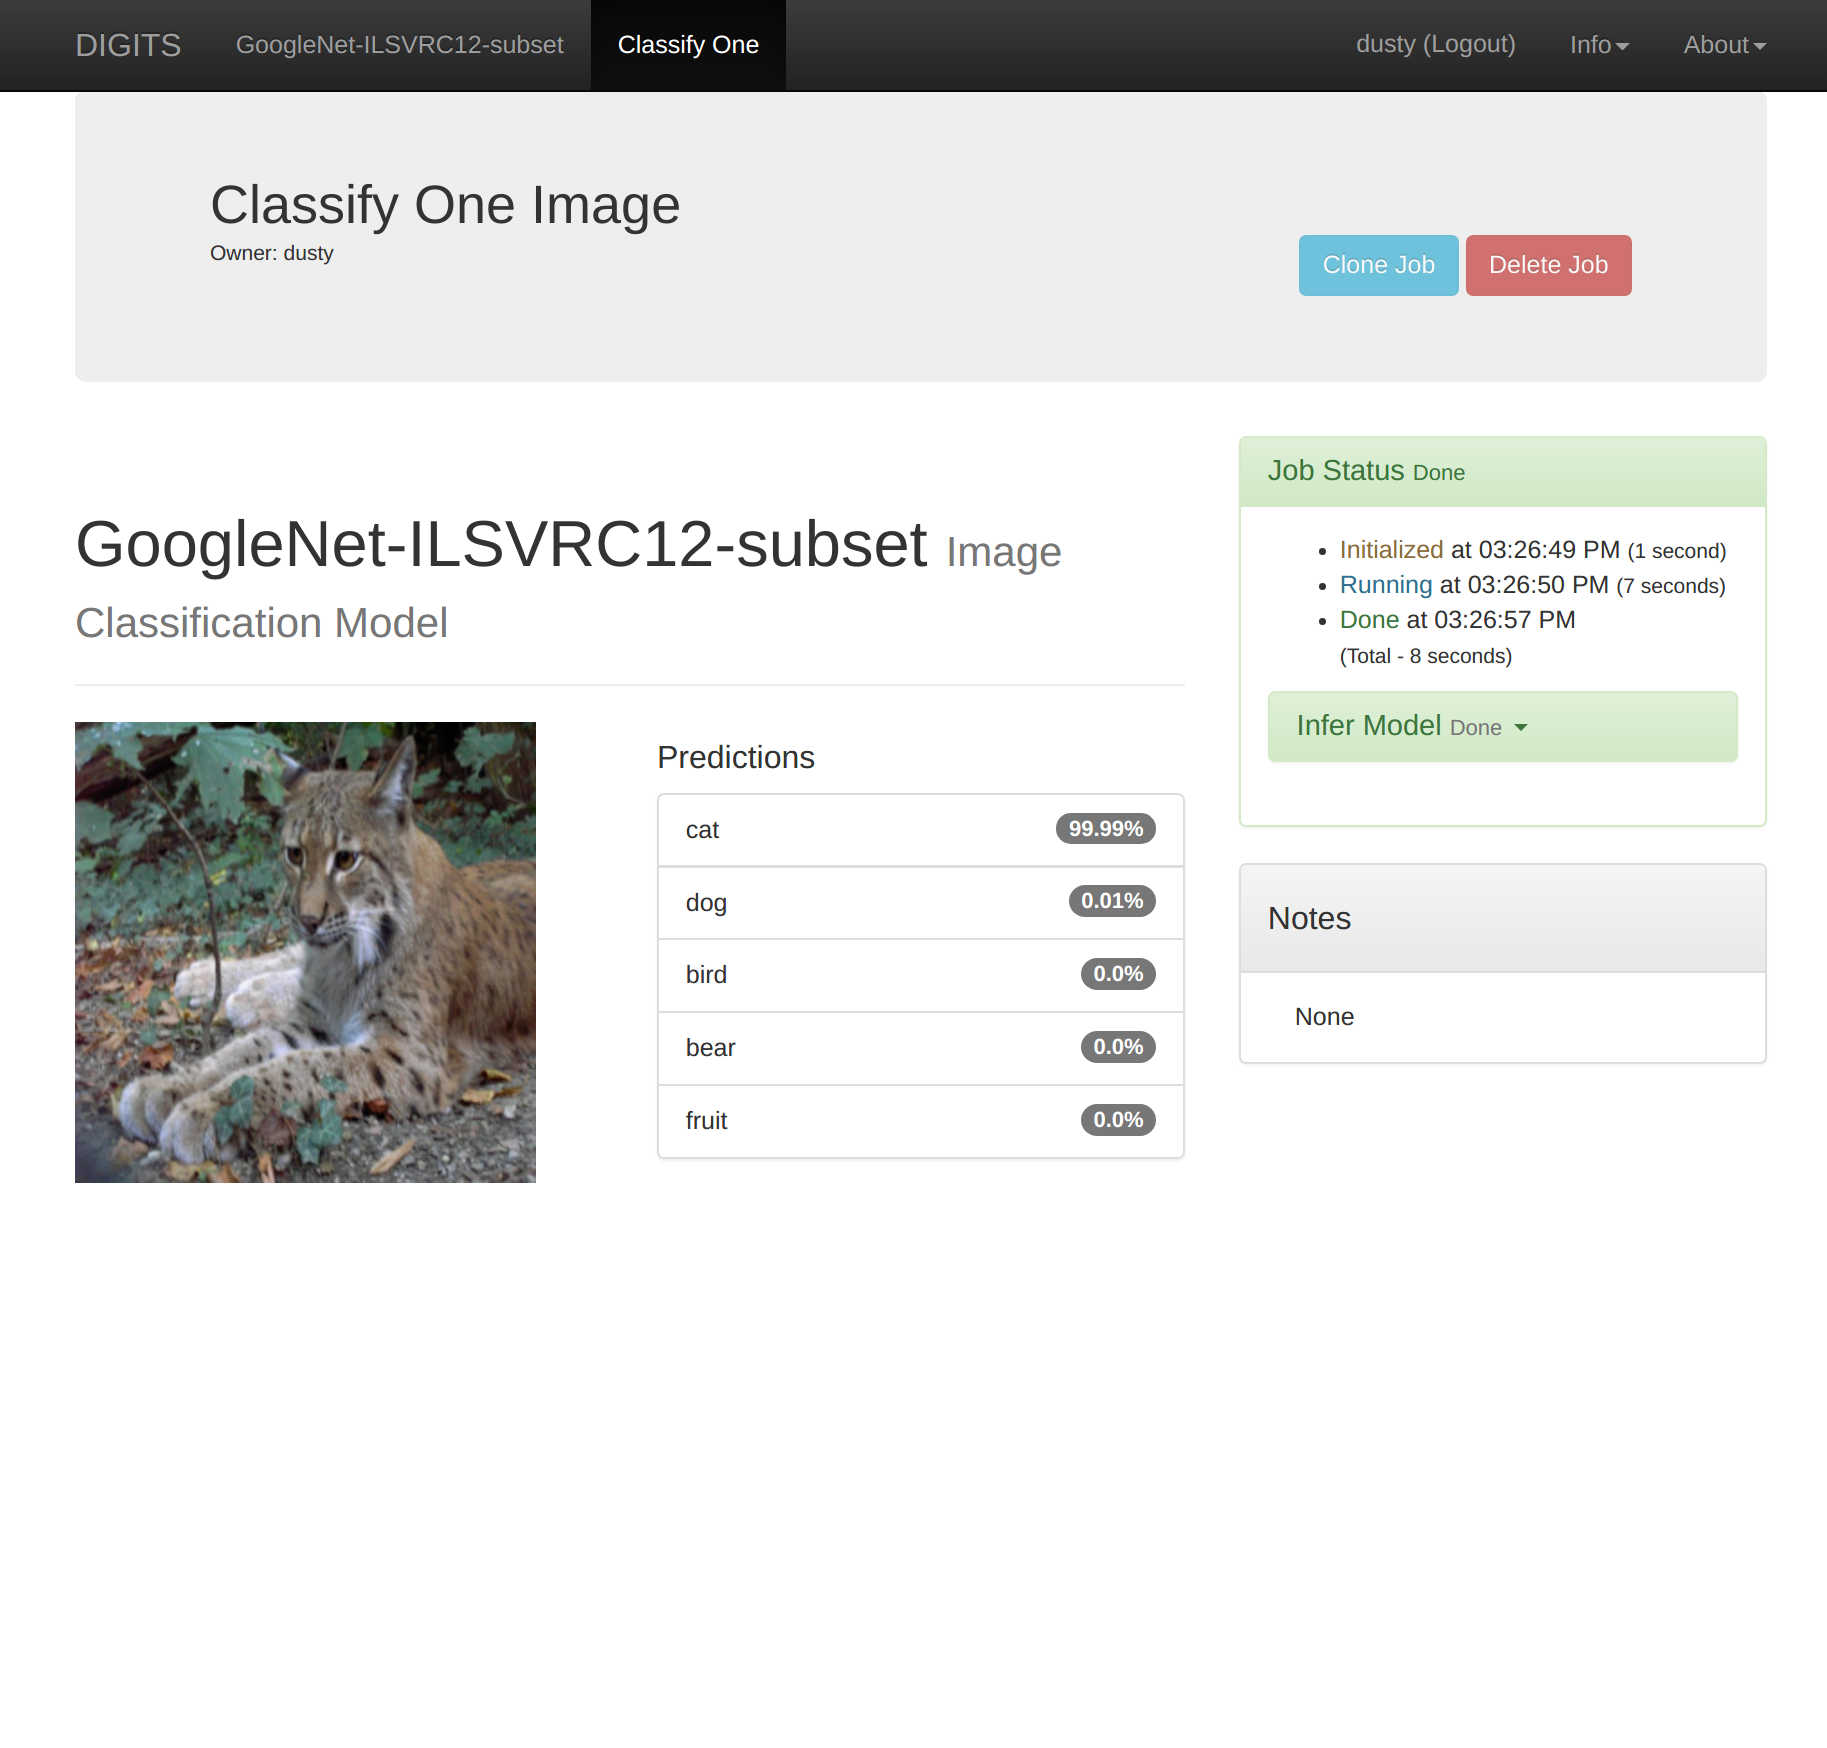 DIGITS GoogleNet-ILSVRC12-subset Classify One dusty (Logout) Info About
Classify One Image
Owner: dusty
Clone Job Delete Job
GoogleNet-ILSVRC12-subset Image
Classification Model
Predictions
cat 99.99%
dog 0.01%
bird 0.0%
bear 0.0%
fruit 0.0%
Job Status Done
Initialized at 03:26:49 PM (1 second)
Running at 03:26:50 PM (7 seconds)
Done at 03:26:57 PM
(Total - 8 seconds)
Infer Model Done
Notes
None